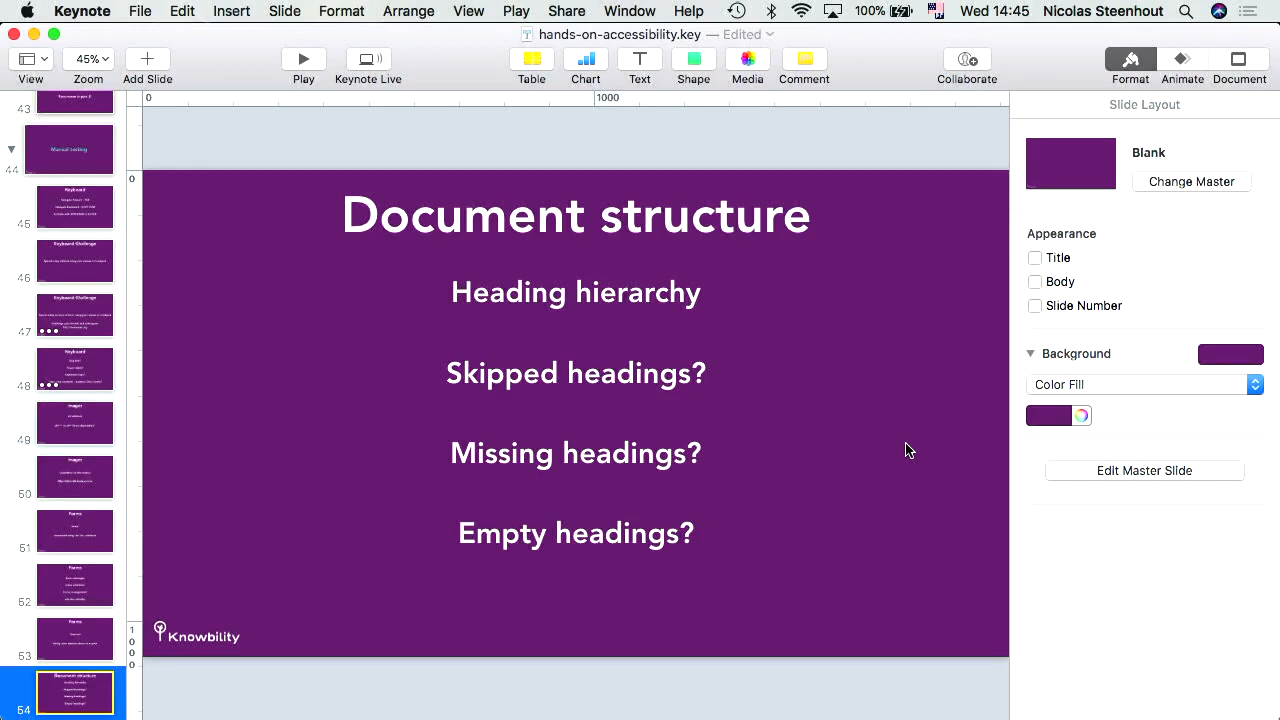 Keynote File Edit Insert Slide Format Arrange View Play Share Window Help 100% Wed 14:45 Nicolas Steenhout
hands-on-accessibility.key — Edited
45%
View Zoom Add Slide Play Keynote Live Table Chart Text Shape Media Comment Collaborate Format Animate Document
0 1000
Slide Layout
Blank
Change Master
Appearance
Title
Body
Slide Number
Background
Color Fill
Edit Master Slide
43
Manual testing
44
Keyboard
45
Keyboard Challenge
46
Keyboard Challenge
47
Keyboard
48
Images
49
Images
50
Forms
51
Forms
52
Forms
53
Document structure
54
0
Document structure
Heading hierarchy
Skipped headings?
Missing headings?
Empty headings?
Knowbility
1
0
0
0